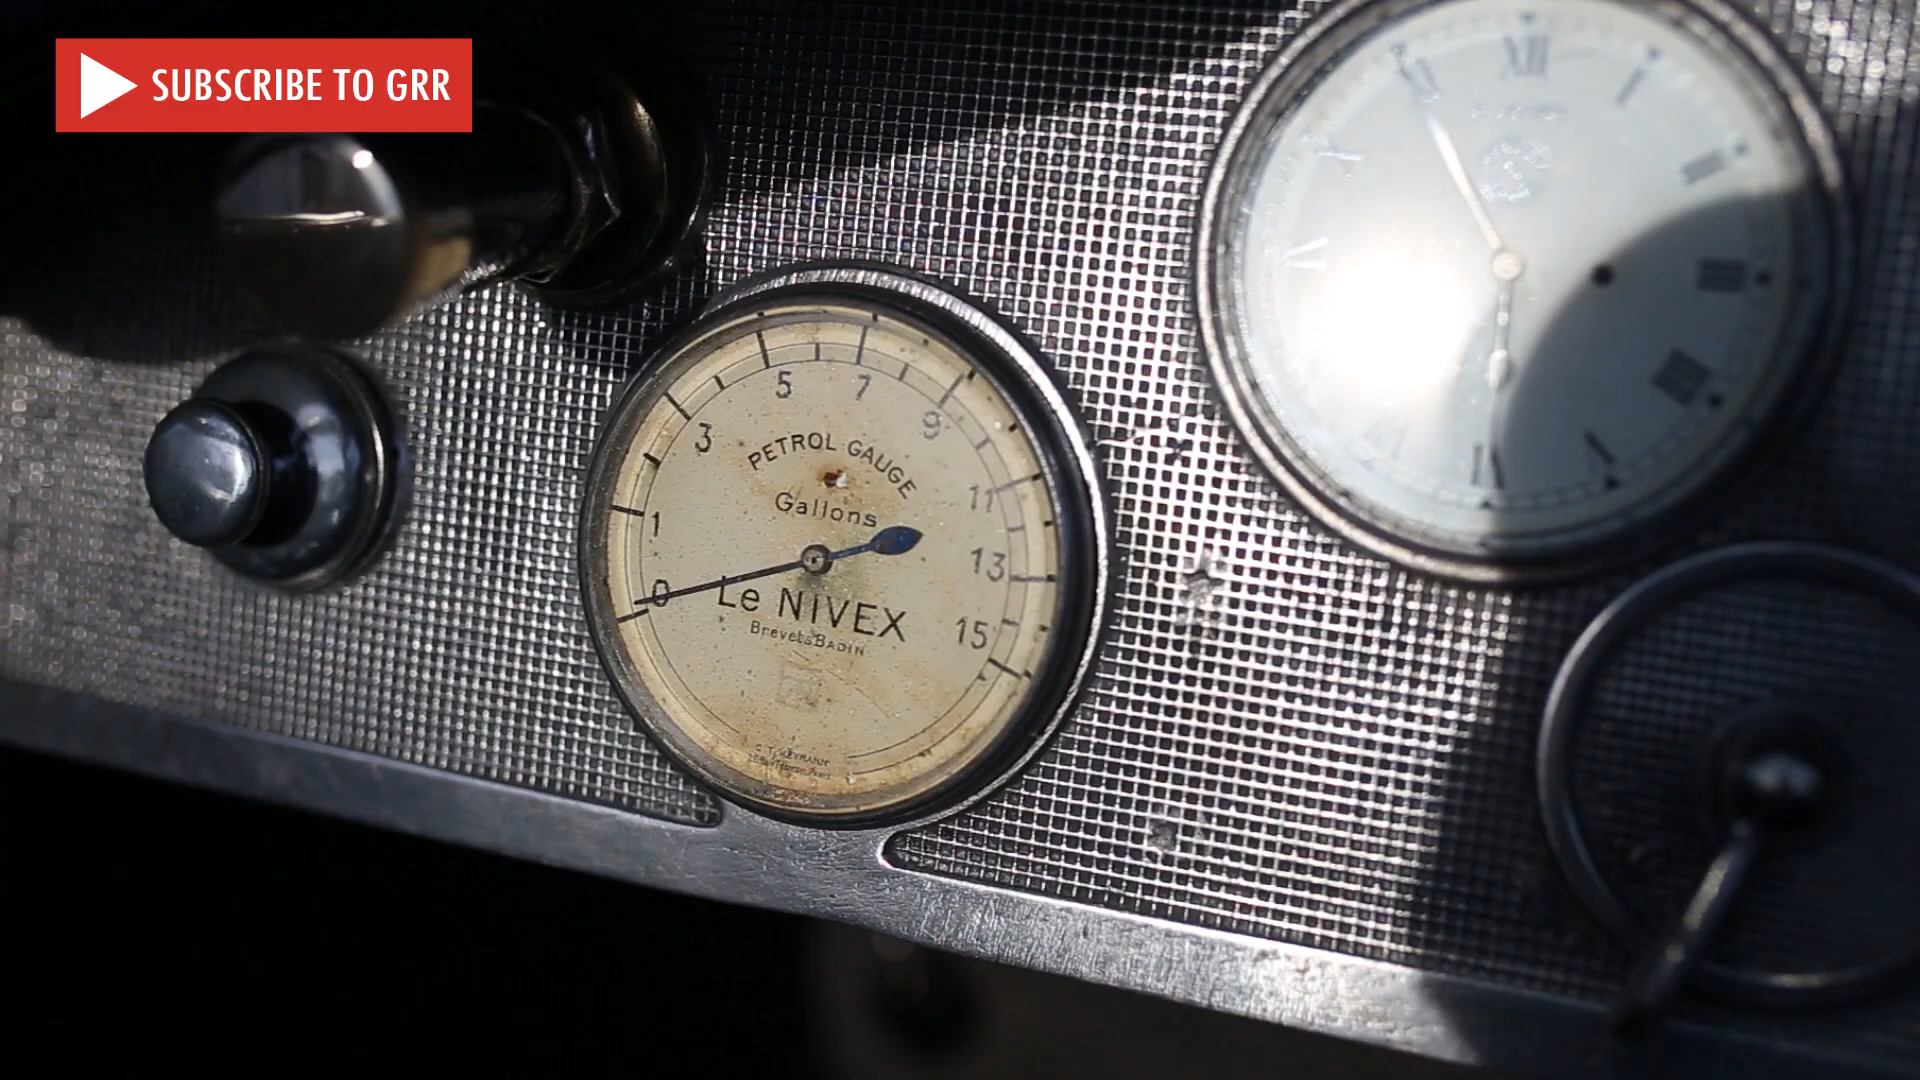 SUBSCRIBE TO GRR
XII
5
7
3
9
PETROL GAUGE
11
Gallons
1
13
0
Le NIVEX
15
Brevets BADIN